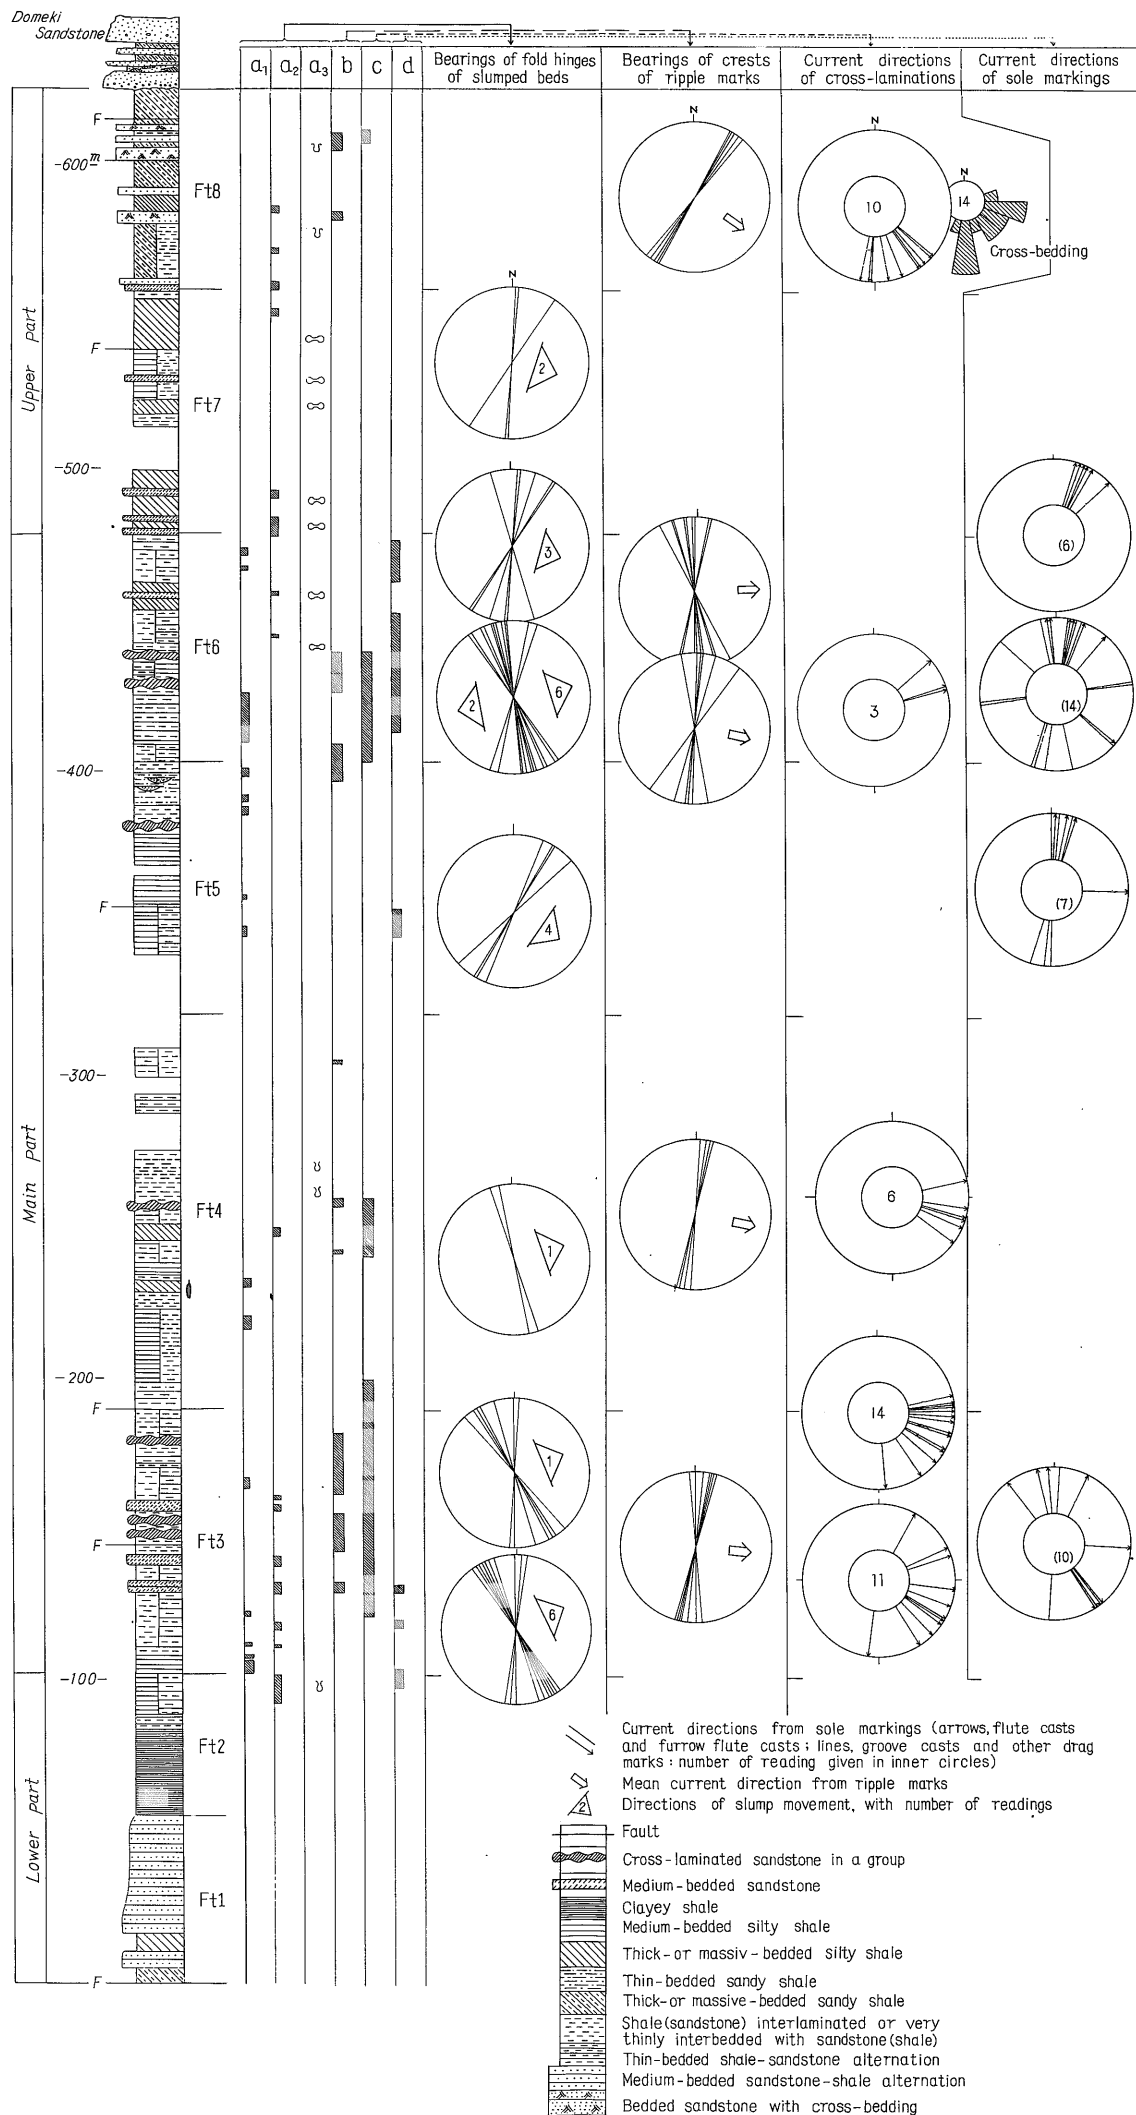 Domeki
Sandstone
a1 a2 a3 b c d
Bearings of fold hinges
of slumped beds
Bearings of crests
of ripple marks
Current directions
of cross-laminations
Current directions
of sole markings
Upper part
Main part
Lower part
F
-600m
F
-500-
-400-
F
-300-
-200-
F
F
-100-
F
Ft8
Ft7
Ft6
Ft5
Ft4
Ft3
Ft2
Ft1
N
2
3
2
6
4
1
1
6
N
N
10
3
6
14
11
N
14
Cross-bedding
(6)
(14)
(7)
(10)
Current directions from sole markings (arrows, flute casts
and furrow flute casts ; lines, groove casts and other drag
marks : number of reading given in inner circles)
Mean current direction from ripple marks
2
Directions of slump movement, with number of readings
Fault
Cross-laminated sandstone in a group
Medium-bedded sandstone
Clayey shale
Medium-bedded silty shale
Thick-or massiv-bedded silty shale
Thin-bedded sandy shale
Thick-or massive-bedded sandy shale
Shale(sandstone) interlaminated or very
thinly interbedded with sandstone(shale)
Thin-bedded shale-sandstone alternation
Medium-bedded sandstone-shale alternation
Bedded sandstone with cross-bedding